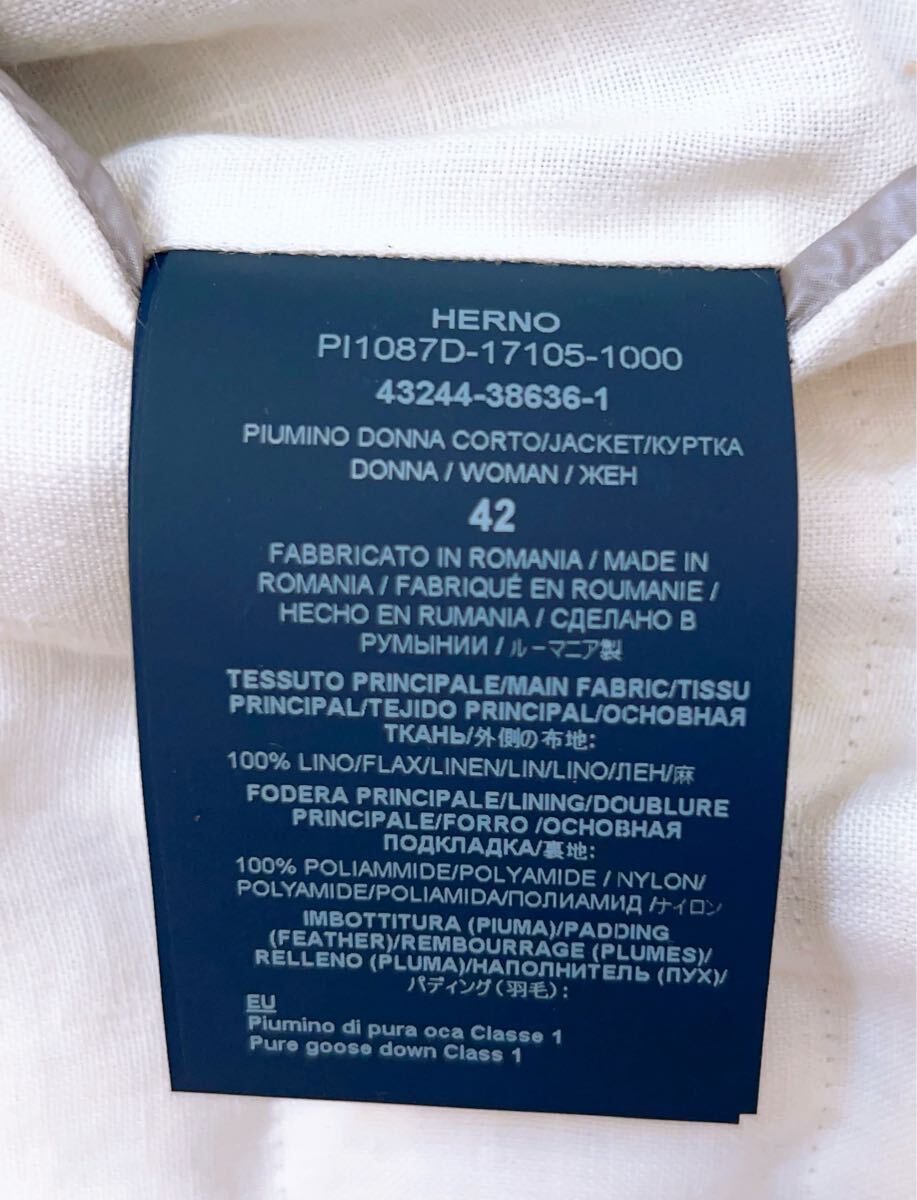 HERNO
PI1087D-17105-1000
43244-38636-1
PIUMINO DONNA CORTO/JACKET/КУРТКА
DONNA / WOMAN / ЖЕН
42
FABBRICATO IN ROMANIA / MADE IN
ROMANIA / FABRIQUÉ EN ROUMANIE /
HECHO EN RUMANIA / СДЕЛАНО В
РУМЫНИИ / ルーマニア製
TESSUTO PRINCIPALE/MAIN FABRIC/TISSU
PRINCIPAL/TEJIDO PRINCIPAL/ОСНОВНАЯ
ТКАНЬ/外側の布地:
100% LINO/FLAX/LINEN/LIN/LINO/ЛЕН/麻
FODERA PRINCIPALE/LINING/DOUBLURE
PRINCIPALE/FORRO /ОСНОВНАЯ
ПОДКЛАДКА/裏地:
100% POLIAMMIDE/POLYAMIDE / NYLON/
POLYAMIDE/POLIAMIDA/ПОЛИАМИД /ナイロン
IMBOTTITURA (PIUMA)/PADDING
(FEATHER)/REMBOURRAGE (PLUMES)/
RELLENO (PLUMA)/НАПОЛНИТЕЛЬ (ПУХ)/
パディング(羽毛):
EU
Piumino di pura oca Classe 1
Pure goose down Class 1